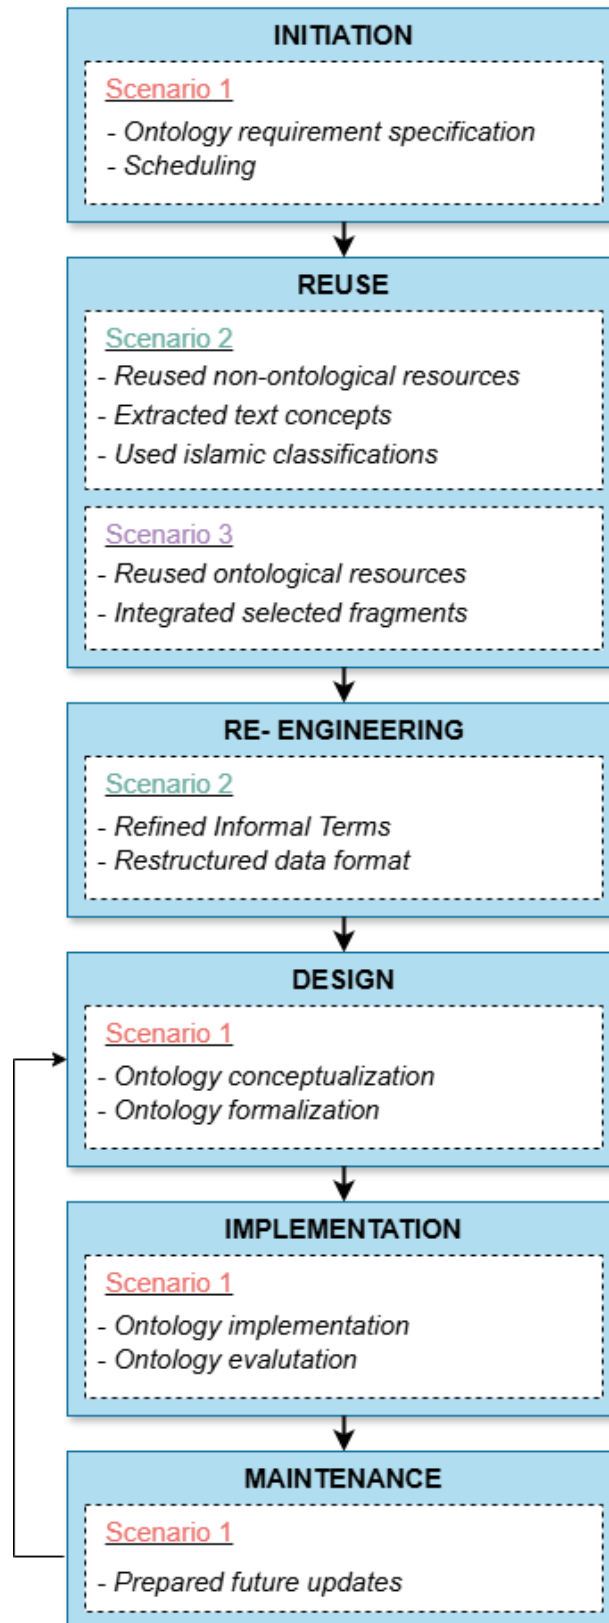 INITIATION
Scenario 1
- Ontology requirement specification
- Scheduling
REUSE
Scenario 2
- Reused non-ontological resources
- Extracted text concepts
- Used islamic classifications
Scenario 3
- Reused ontological resources
- Integrated selected fragments
RE- ENGINEERING
Scenario 2
- Refined Informal Terms
- Restructured data format
DESIGN
Scenario 1
- Ontology conceptualization
- Ontology formalization
IMPLEMENTATION
Scenario 1
- Ontology implementation
- Ontology evalutation
MAINTENANCE
Scenario 1
- Prepared future updates